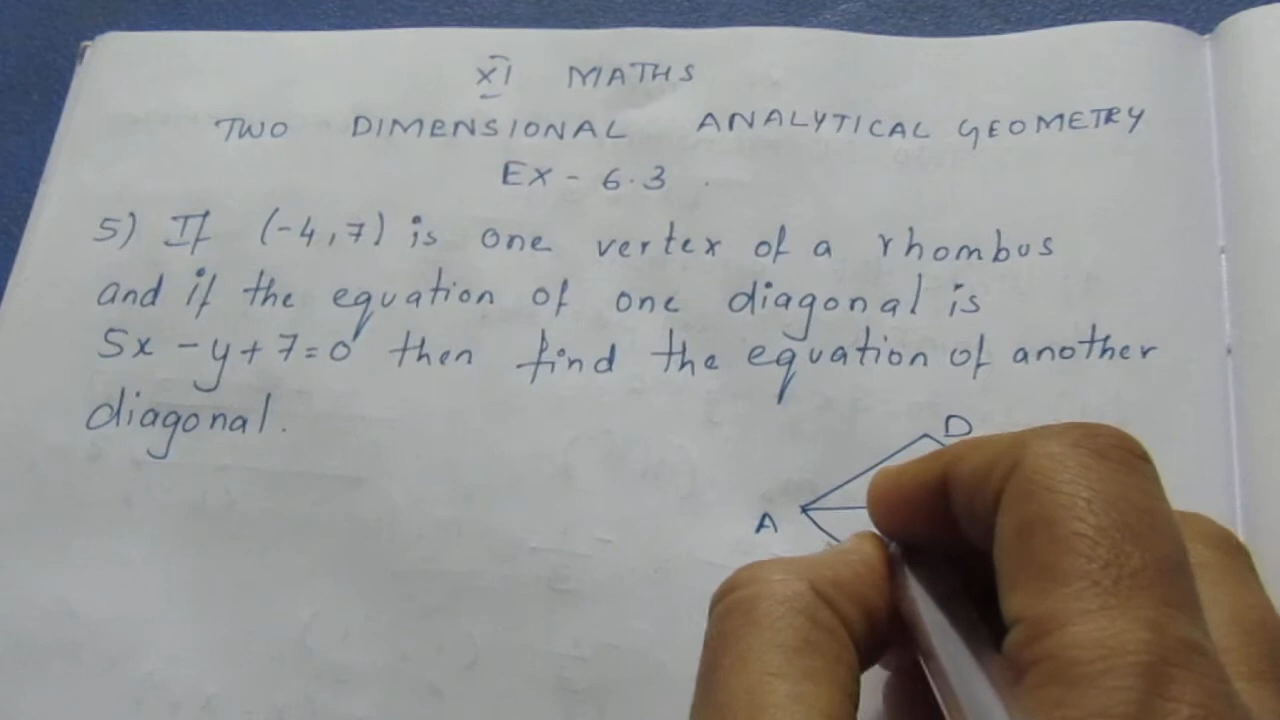 XI MATHS
TWO DIMENSIONAL ANALYTICAL GEOMETRY
EX - 6.3
5) If (-4,7) is one vertex of a rhombus
and if the equation of one diagonal is
5x - y + 7 = 0 then find the equation of another
diagonal.
D
A